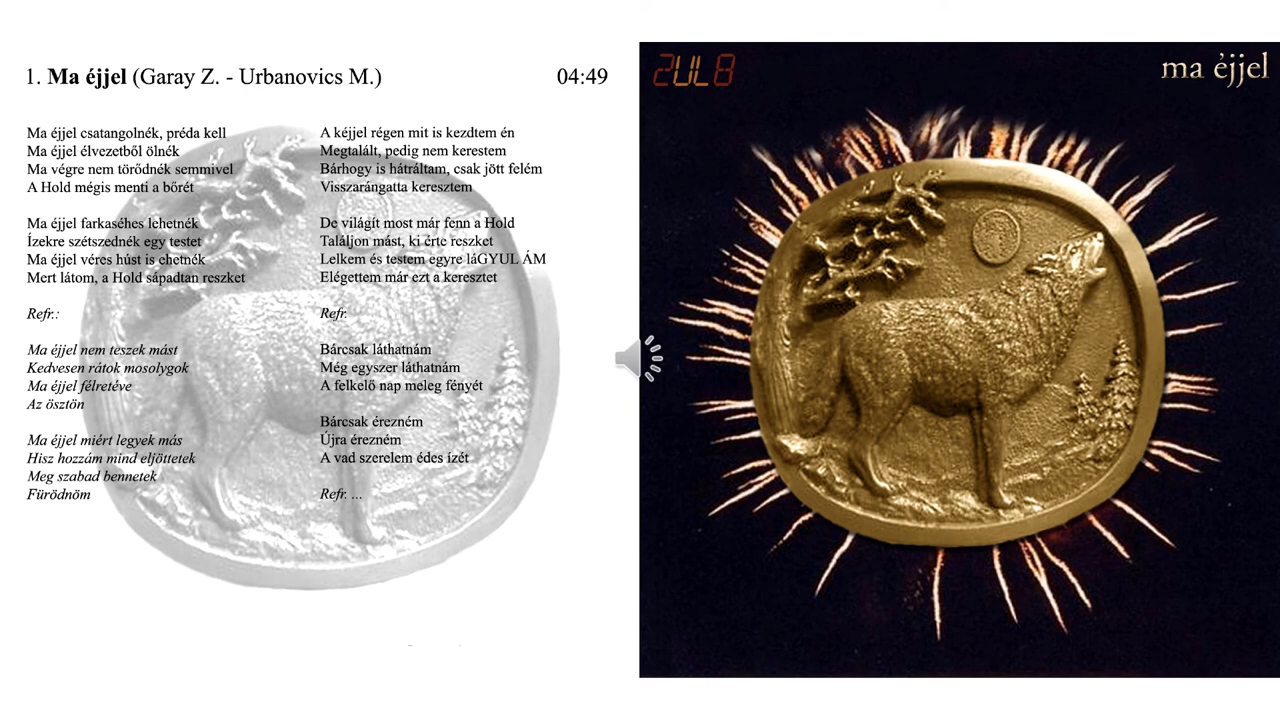 1. Ma éjjel (Garay Z. - Urbanovics M.) 04:49
Ma éjjel csatangolnék, préda kell
Ma éjjel élvezetből ölnék
Ma végre nem törődnék semmivel
A Hold mégis menti a bőrét
Ma éjjel farkaséhes lehetnék
Ízekre szétszednék egy testet
Ma éjjel véres húst is ehetnék
Mert látom, a Hold sápadtan reszket
Refr.:
Ma éjjel nem teszek mást
Kedvesen rátok mosolygok
Ma éjjel félretéve
Az ösztön
Ma éjjel miért legyek más
Hisz hozzám mind eljöttetek
Meg szabad bennetek
Fürödnöm
A kéjjel régen mit is kezdtem én
Megtalált, pedig nem kerestem
Bárhogy is hátráltam, csak jött felém
Visszarángatta keresztem
De világít most már fenn a Hold
Találjon mást, ki érte reszket
Lelkem és testem egyre láGYUL ÁM
Elégettem már ezt a keresztet
Refr.
Bárcsak láthatnám
Még egyszer láthatnám
A felkelő nap meleg fényét
Bárcsak érezném
Újra érezném
A vad szerelem édes ízét
Refr. ...
2UL8
ma éjjel